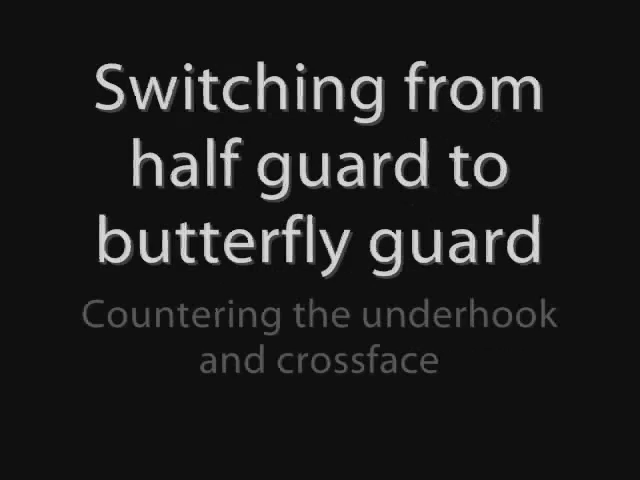 Switching from
half guard to
butterfly guard
Countering the underhook
and crossface